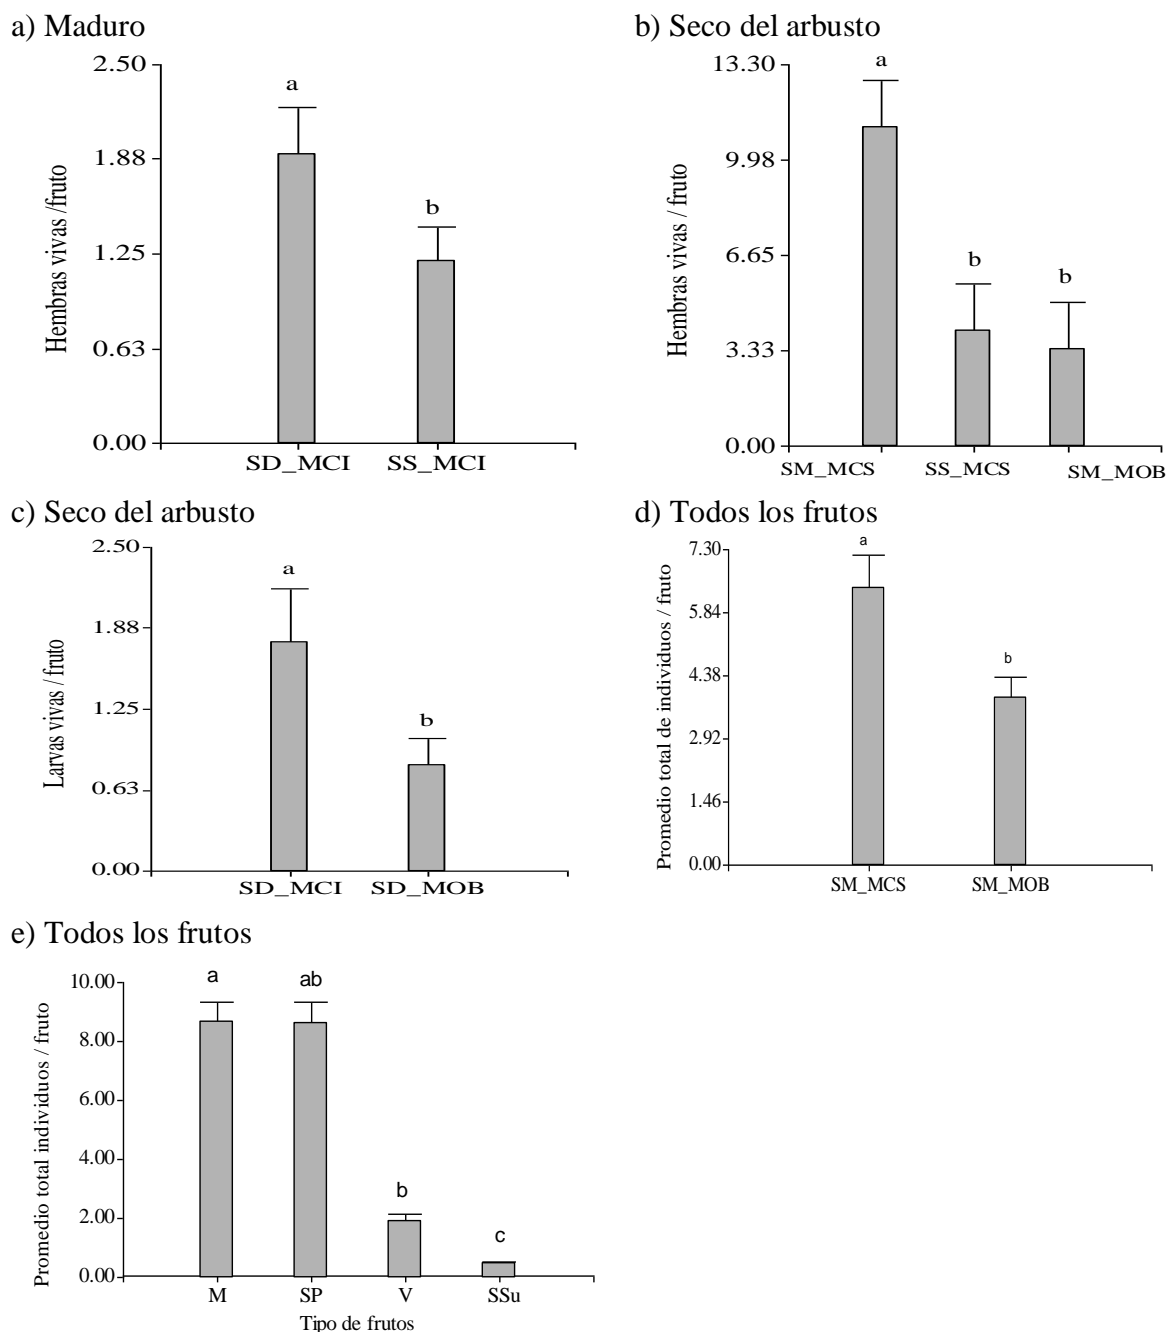 a) Maduro
2.50
1.88
1.25
0.63
0.00
Hembras vivas /fruto
a
b
SD_MCI SS_MCI
b) Seco del arbusto
13.30
9.98
6.65
3.33
0.00
Hembras vivas / fruto
a
b
b
SM_MCS SS_MCS SM_MOB
c) Seco del arbusto
2.50
1.88
1.25
0.63
0.00
Larvas vivas / fruto
a
b
SD_MCI SD_MOB
d) Todos los frutos
7.30
5.84
4.38
2.92
1.46
0.00
Promedio total de individuos / fruto
a
b
SM_MCS SM_MOB
e) Todos los frutos
10.00
8.00
6.00
4.00
2.00
0.00
Promedio total individuos / fruto
a
ab
b
c
M SP V SSu
Tipo de frutos